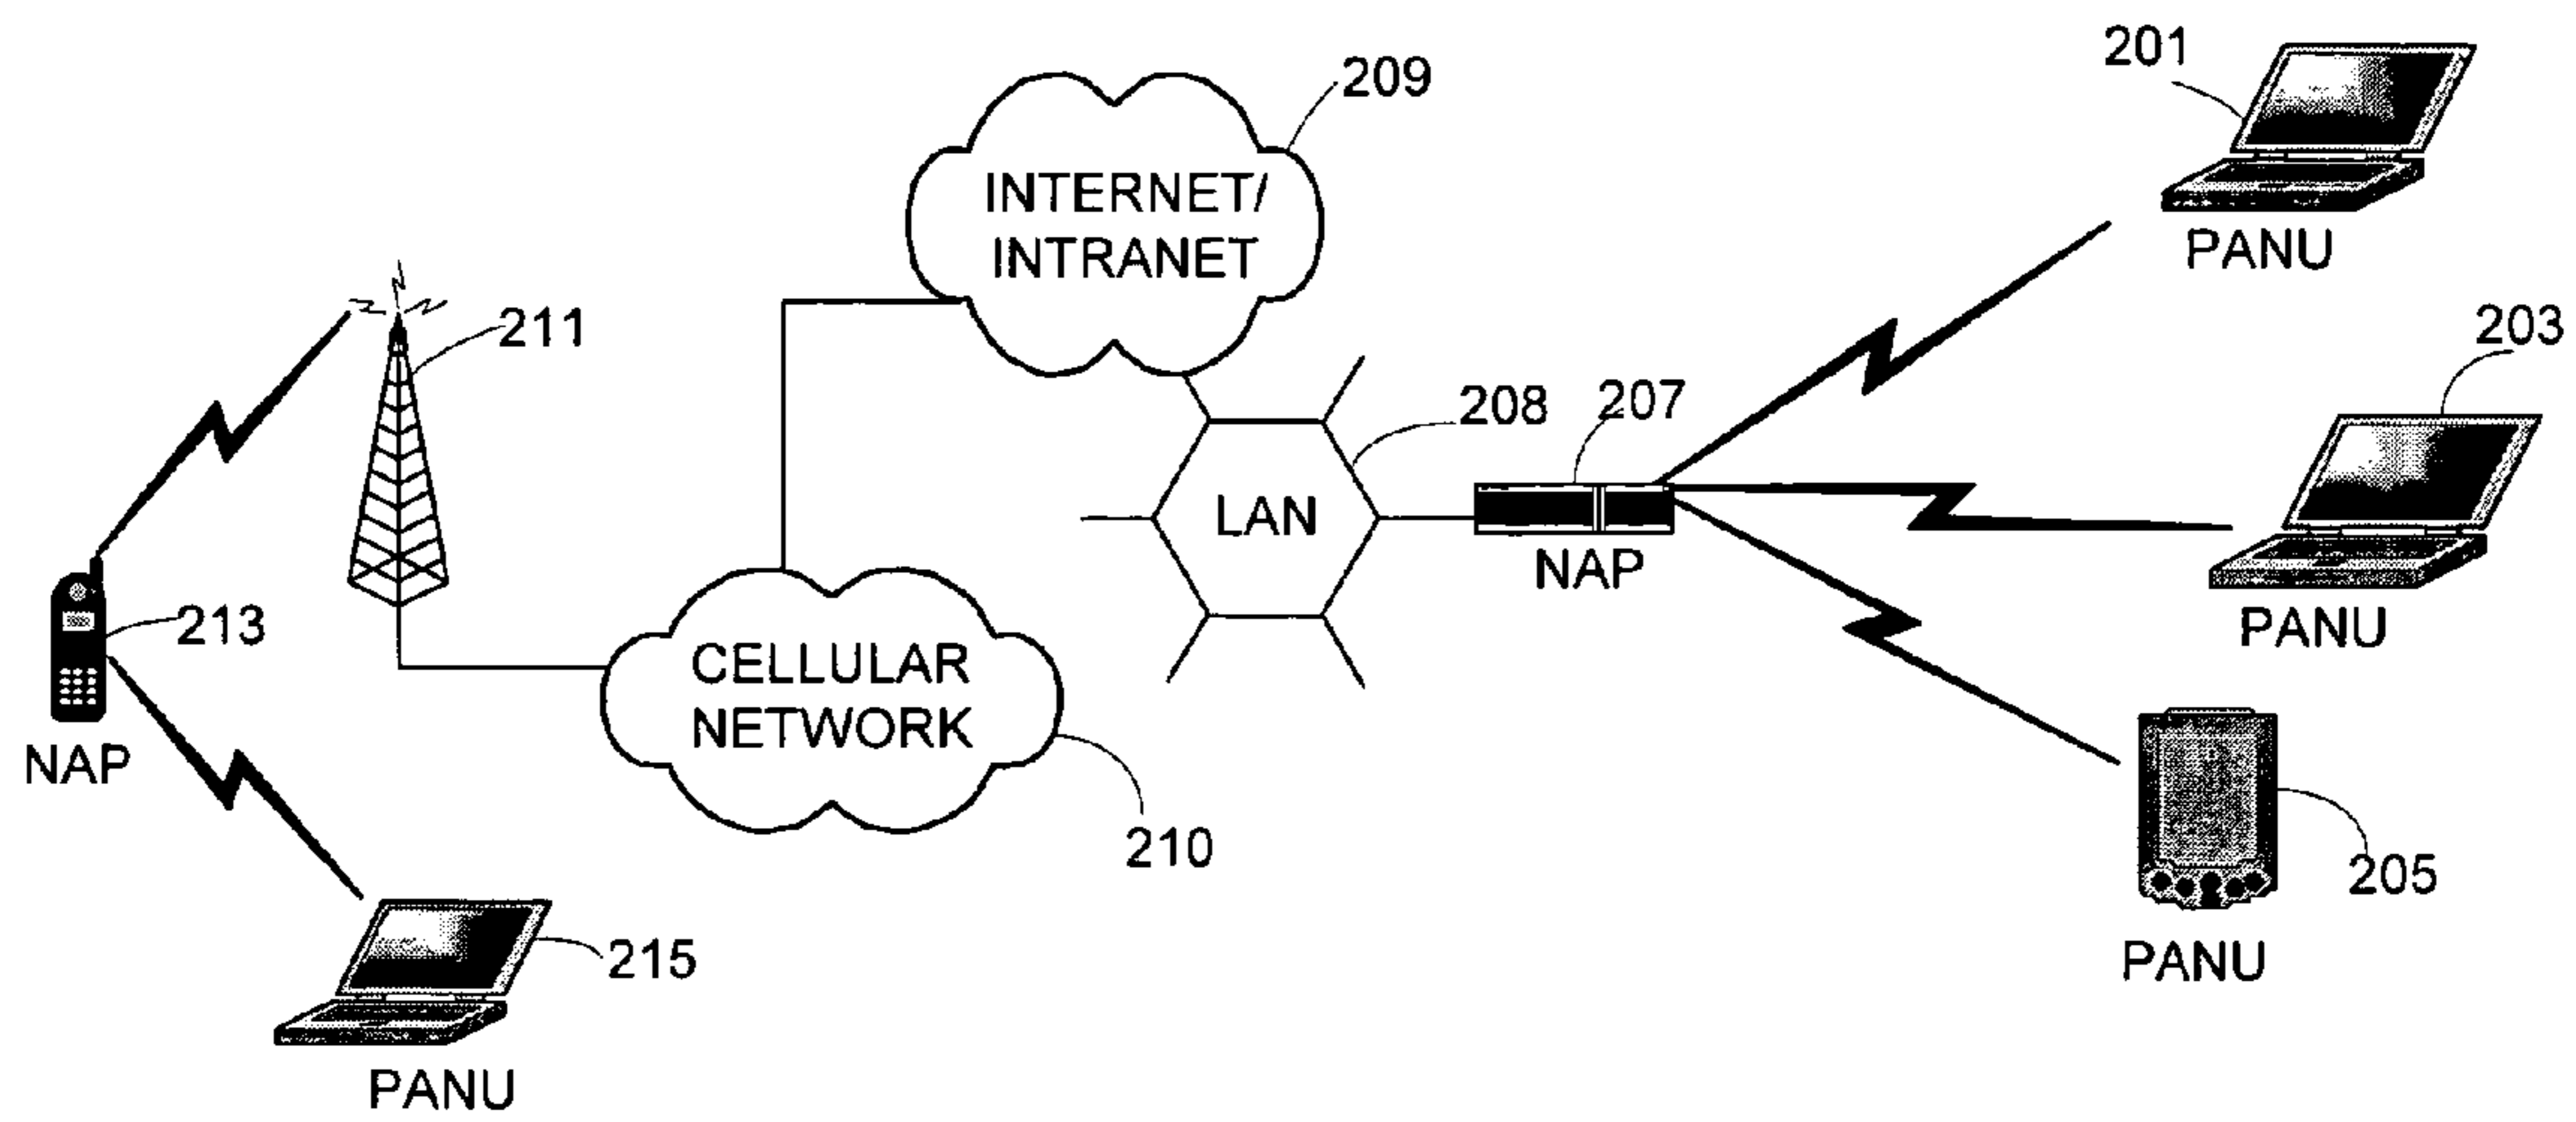 201
209
INTERNET/
INTRANET
PANU
211
203
208
207
LAN
NAP
213
PANU
CELLULAR
NETWORK
NAP
210
205
215
PANU
PANU